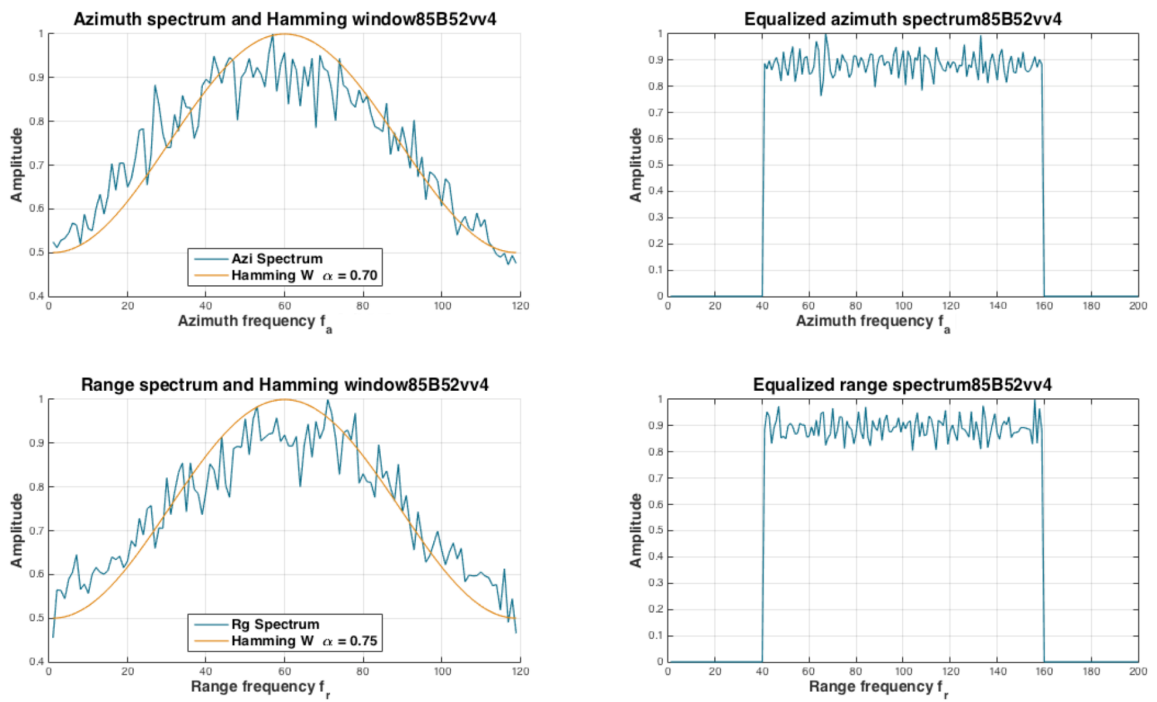 Azimuth spectrum and Hamming window85B52vv4
Amplitude
1
0.9
0.8
0.7
0.6
0.5
0.4
Azi Spectrum
Hamming W α = 0.70
0 20 40 60 80 100 120
Azimuth frequency f_a
Equalized azimuth spectrum85B52vv4
Amplitude
1
0.9
0.8
0.7
0.6
0.5
0.4
0.3
0.2
0.1
0
0 20 40 60 80 100 120 140 160 180 200
Azimuth frequency f_a
Range spectrum and Hamming window85B52vv4
Amplitude
1
0.9
0.8
0.7
0.6
0.5
0.4
Rg Spectrum
Hamming W α = 0.75
0 20 40 60 80 100 120
Range frequency f_r
Equalized range spectrum85B52vv4
Amplitude
1
0.9
0.8
0.7
0.6
0.5
0.4
0.3
0.2
0.1
0
0 20 40 60 80 100 120 140 160 180 200
Range frequency f_r